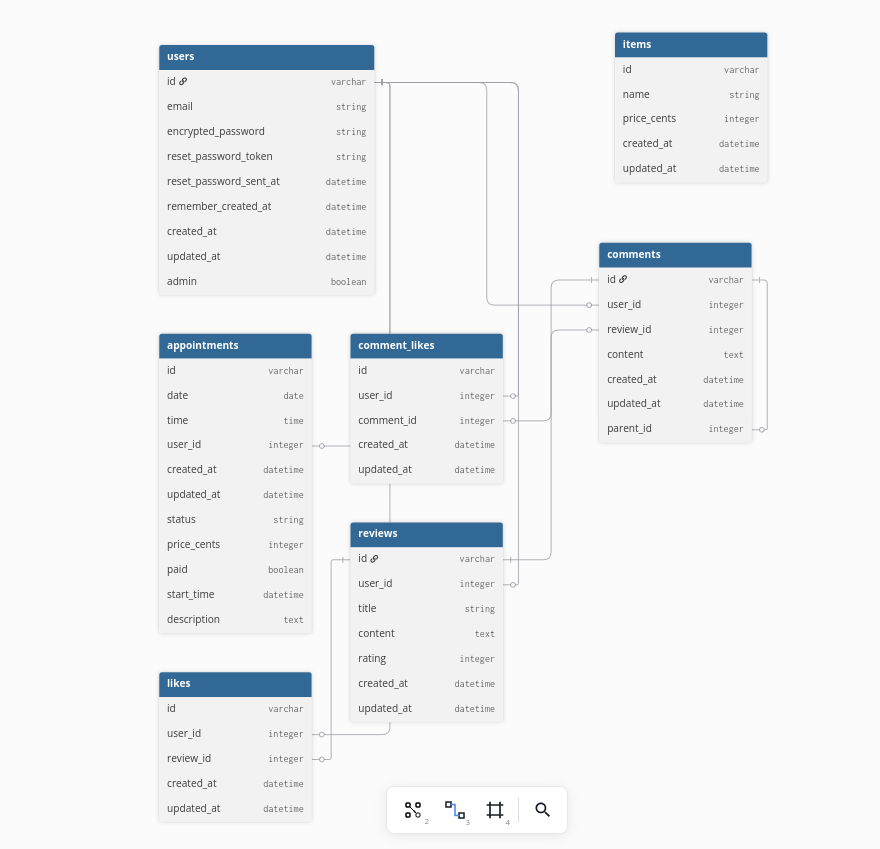 users
id varchar
email string
encrypted_password string
reset_password_token string
reset_password_sent_at datetime
remember_created_at datetime
created_at datetime
updated_at datetime
admin boolean
items
id varchar
name string
price_cents integer
created_at datetime
updated_at datetime
comments
id varchar
user_id integer
review_id integer
content text
created_at datetime
updated_at datetime
parent_id integer
appointments
id varchar
date date
time time
user_id integer
created_at datetime
updated_at datetime
status string
price_cents integer
paid boolean
start_time datetime
description text
comment_likes
id varchar
user_id integer
comment_id integer
created_at datetime
updated_at datetime
reviews
id varchar
user_id integer
title string
content text
rating integer
created_at datetime
updated_at datetime
likes
id varchar
user_id integer
review_id integer
created_at datetime
updated_at datetime
2 3 4